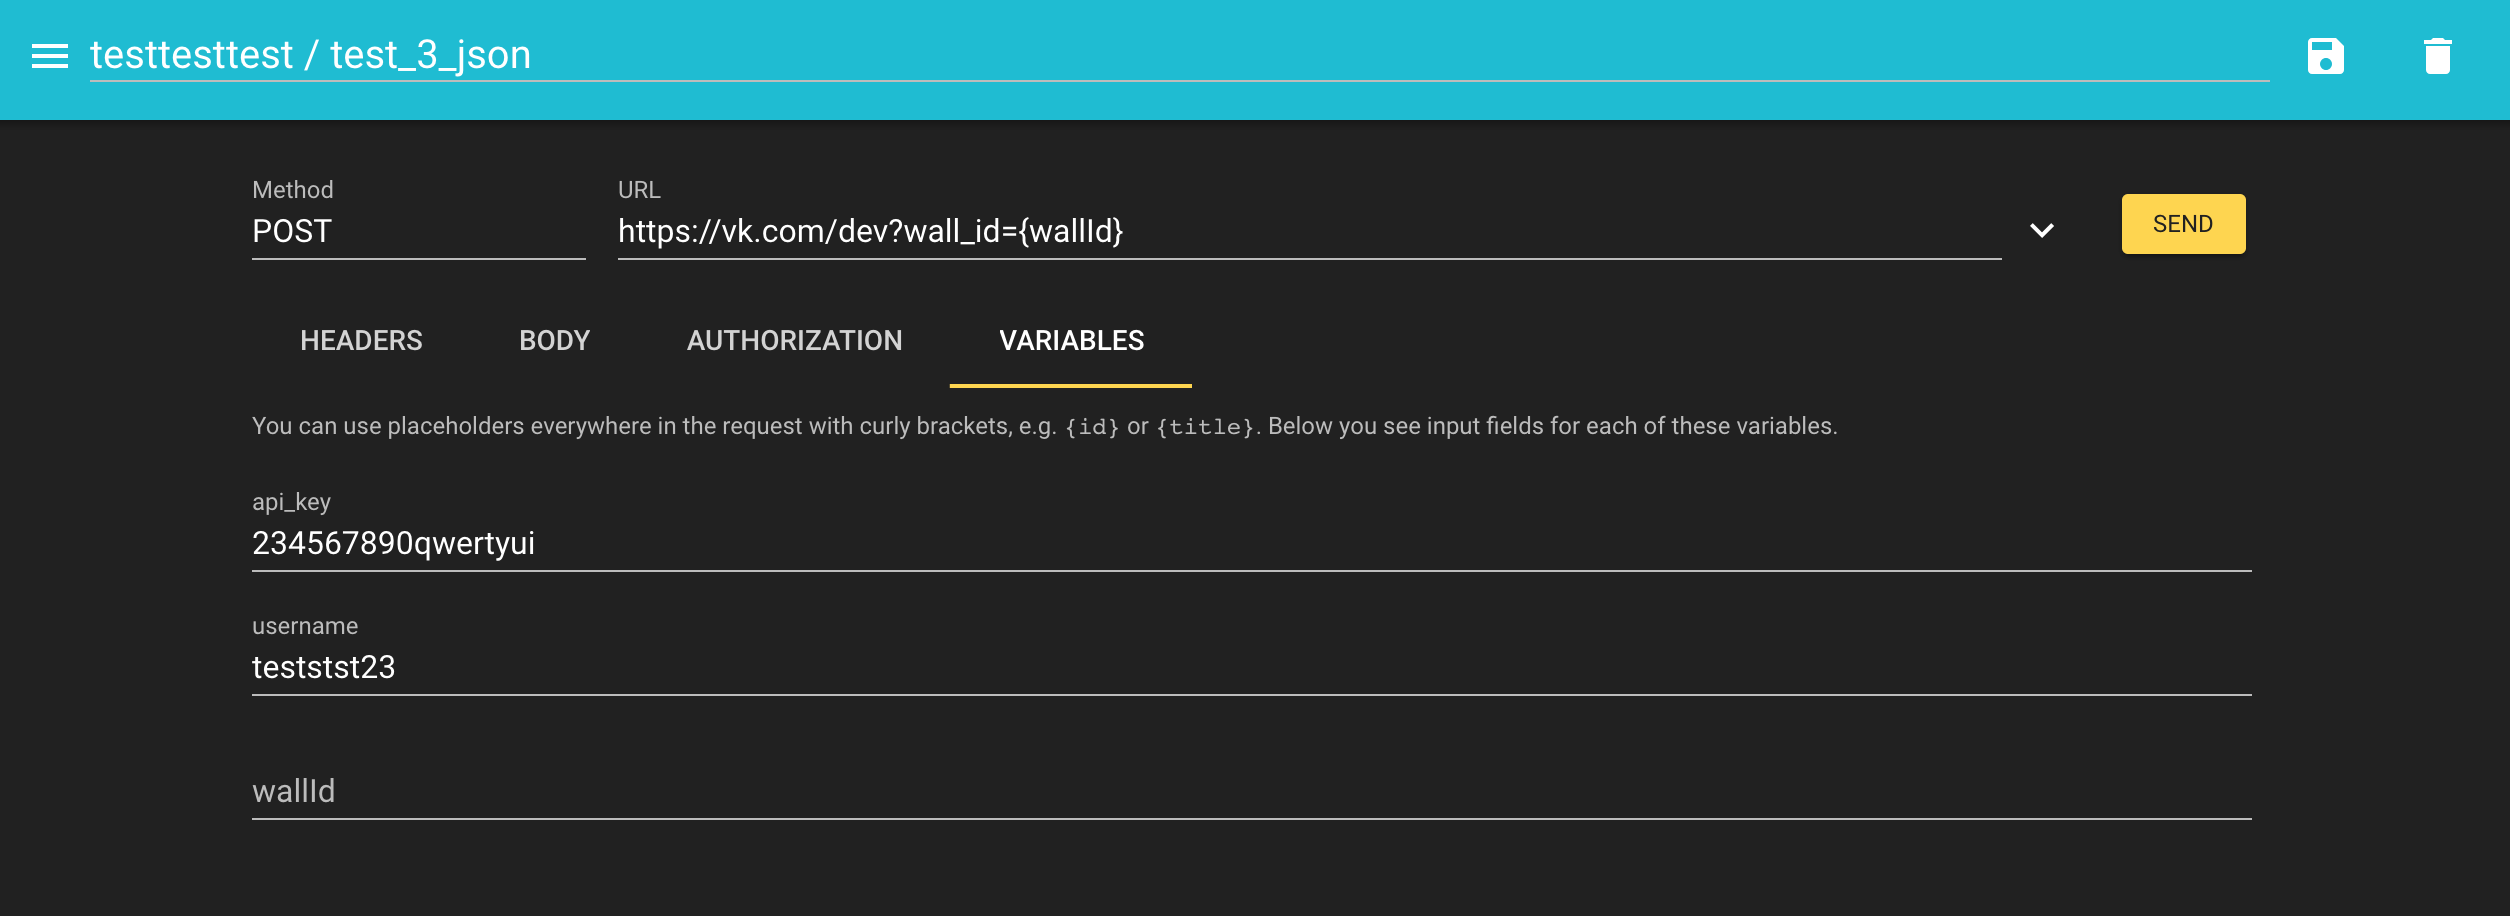 testtesttest / test_3_json
Method
POST
URL
https://vk.com/dev?wall_id={wallId}
SEND
HEADERS BODY AUTHORIZATION VARIABLES
You can use placeholders everywhere in the request with curly brackets, e.g. {id} or {title}. Below you see input fields for each of these variables.
api_key
234567890qwertyui
username
teststst23
wallId